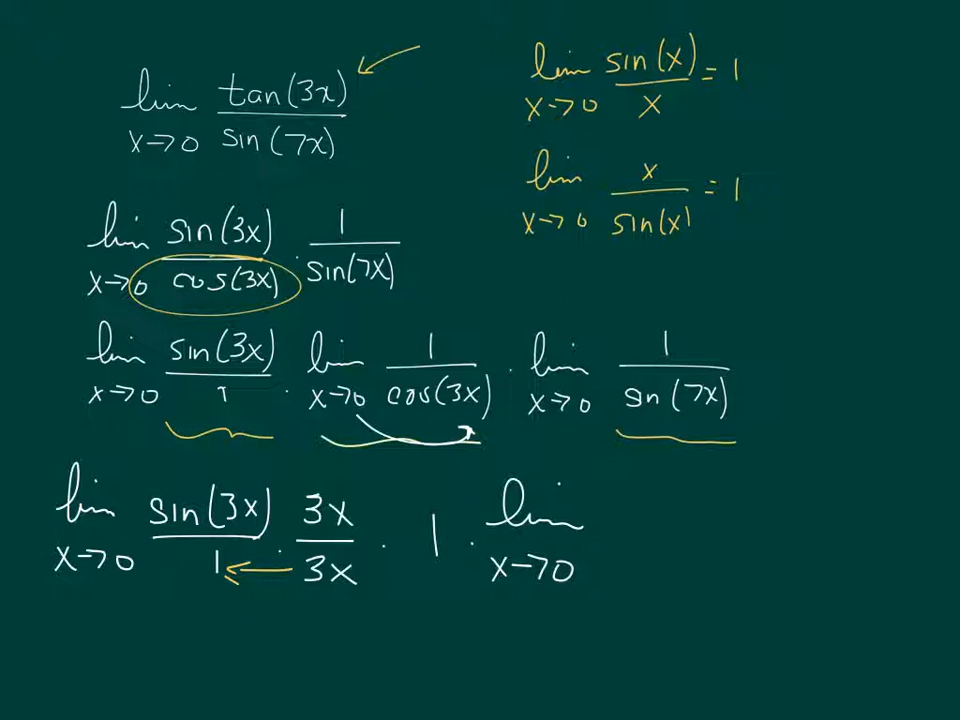 lim x→0 tan(3x)/sin(7x)
lim x→0 sin(x)/x = 1
lim x→0 x/sin(x) = 1
lim x→0 sin(3x)/cos(3x) · 1/sin(7x)
lim x→0 sin(3x)/1 · lim x→0 1/cos(3x) · lim x→0 1/sin(7x)
lim x→0 sin(3x)/1 · 3x/3x · 1 · lim x→0